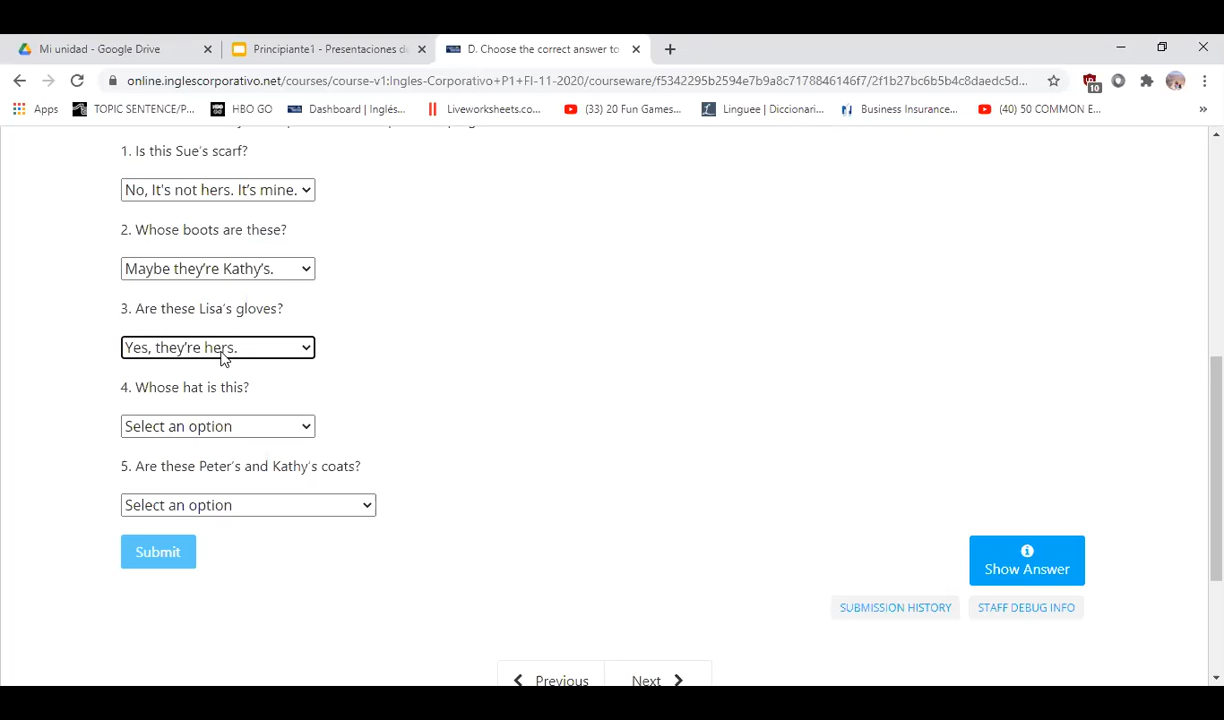 Mi unidad - Google Drive
Principiante1 - Presentaciones de
D. Choose the correct answer to
online.inglescorporativo.net/courses/course-v1:Ingles-Corporativo+P1+FI-11-2020/courseware/f5342295b2594e7b9a8c7178846146f7/2f1b27bc6b5b4c8daedc5d...
10
Apps TOPIC SENTENCE/P... HBO GO Dashboard | Inglés... Liveworksheets.co... (33) 20 Fun Games... Linguee | Diccionari... Business Insurance... (40) 50 COMMON E... »
1. Is this Sue's scarf?
No, It's not hers. It's mine.
2. Whose boots are these?
Maybe they're Kathy's.
3. Are these Lisa's gloves?
Yes, they're hers.
4. Whose hat is this?
Select an option
5. Are these Peter's and Kathy's coats?
Select an option
Submit
Show Answer
SUBMISSION HISTORY STAFF DEBUG INFO
Previous Next